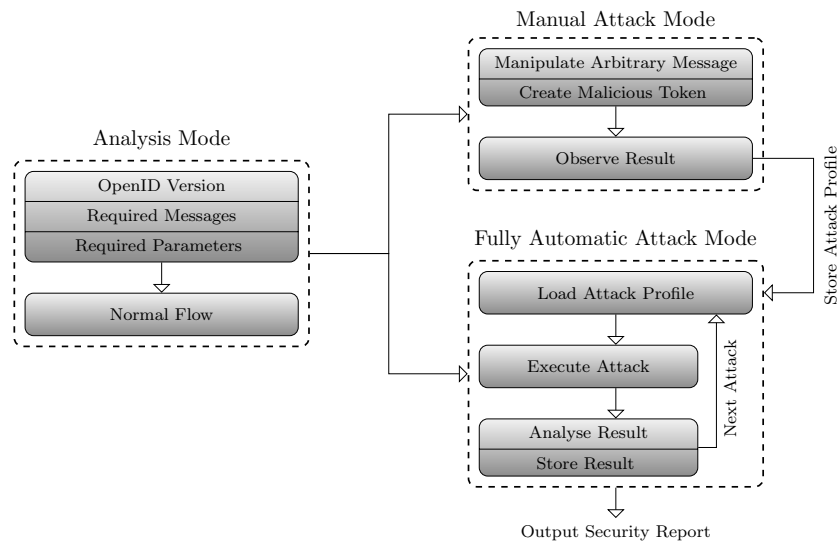 Analysis Mode
OpenID Version
Required Messages
Required Parameters
Normal Flow
Manual Attack Mode
Manipulate Arbitrary Message
Create Malicious Token
Observe Result
Store Attack Profile
Fully Automatic Attack Mode
Load Attack Profile
Execute Attack
Analyse Result
Store Result
Next Attack
Output Security Report